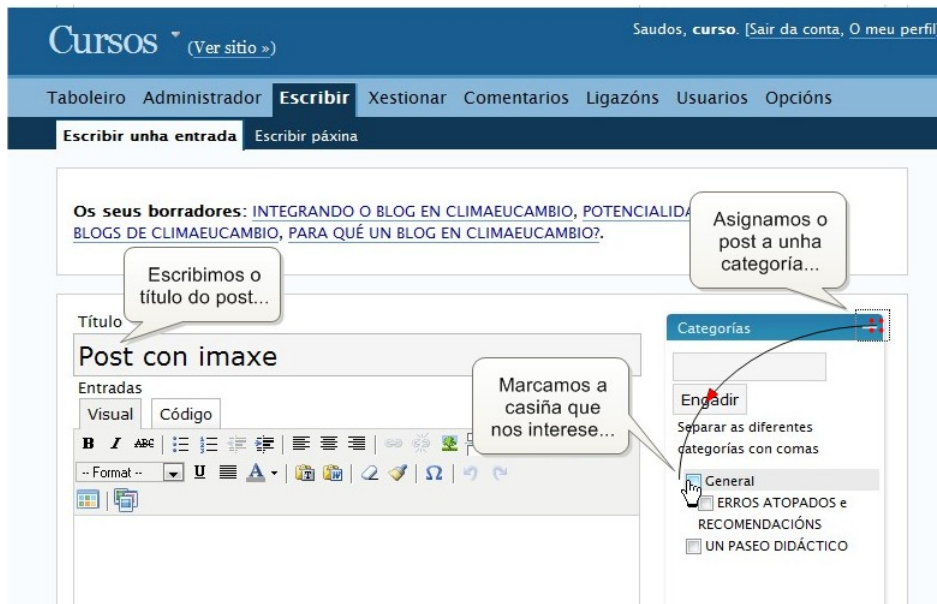 Cursos (Ver sitio »)
Saudos, curso. [Sair da conta, O meu perfil
Taboleiro Administrador Escribir Xestionar Comentarios Ligazóns Usuarios Opcións
Escribir unha entrada Escribir páxina
Os seus borradores: INTEGRANDO O BLOG EN CLIMAEUCAMBIO, POTENCIALIDA
BLOGS DE CLIMAEUCAMBIO, PARA QUÉ UN BLOG EN CLIMAEUCAMBIO?.
Asignamos o
post a unha
categoría...
Escribimos o
título do post...
Título
Post con imaxe
Entradas
Visual Código
B I ABC
-- Format -- U A Ω
Marcamos a
casiña que
nos interese...
Categorías
Engadir
Separar as diferentes
categorías con comas
General
ERROS ATOPADOS e
RECOMENDACIÓNS
UN PASEO DIDÁCTICO